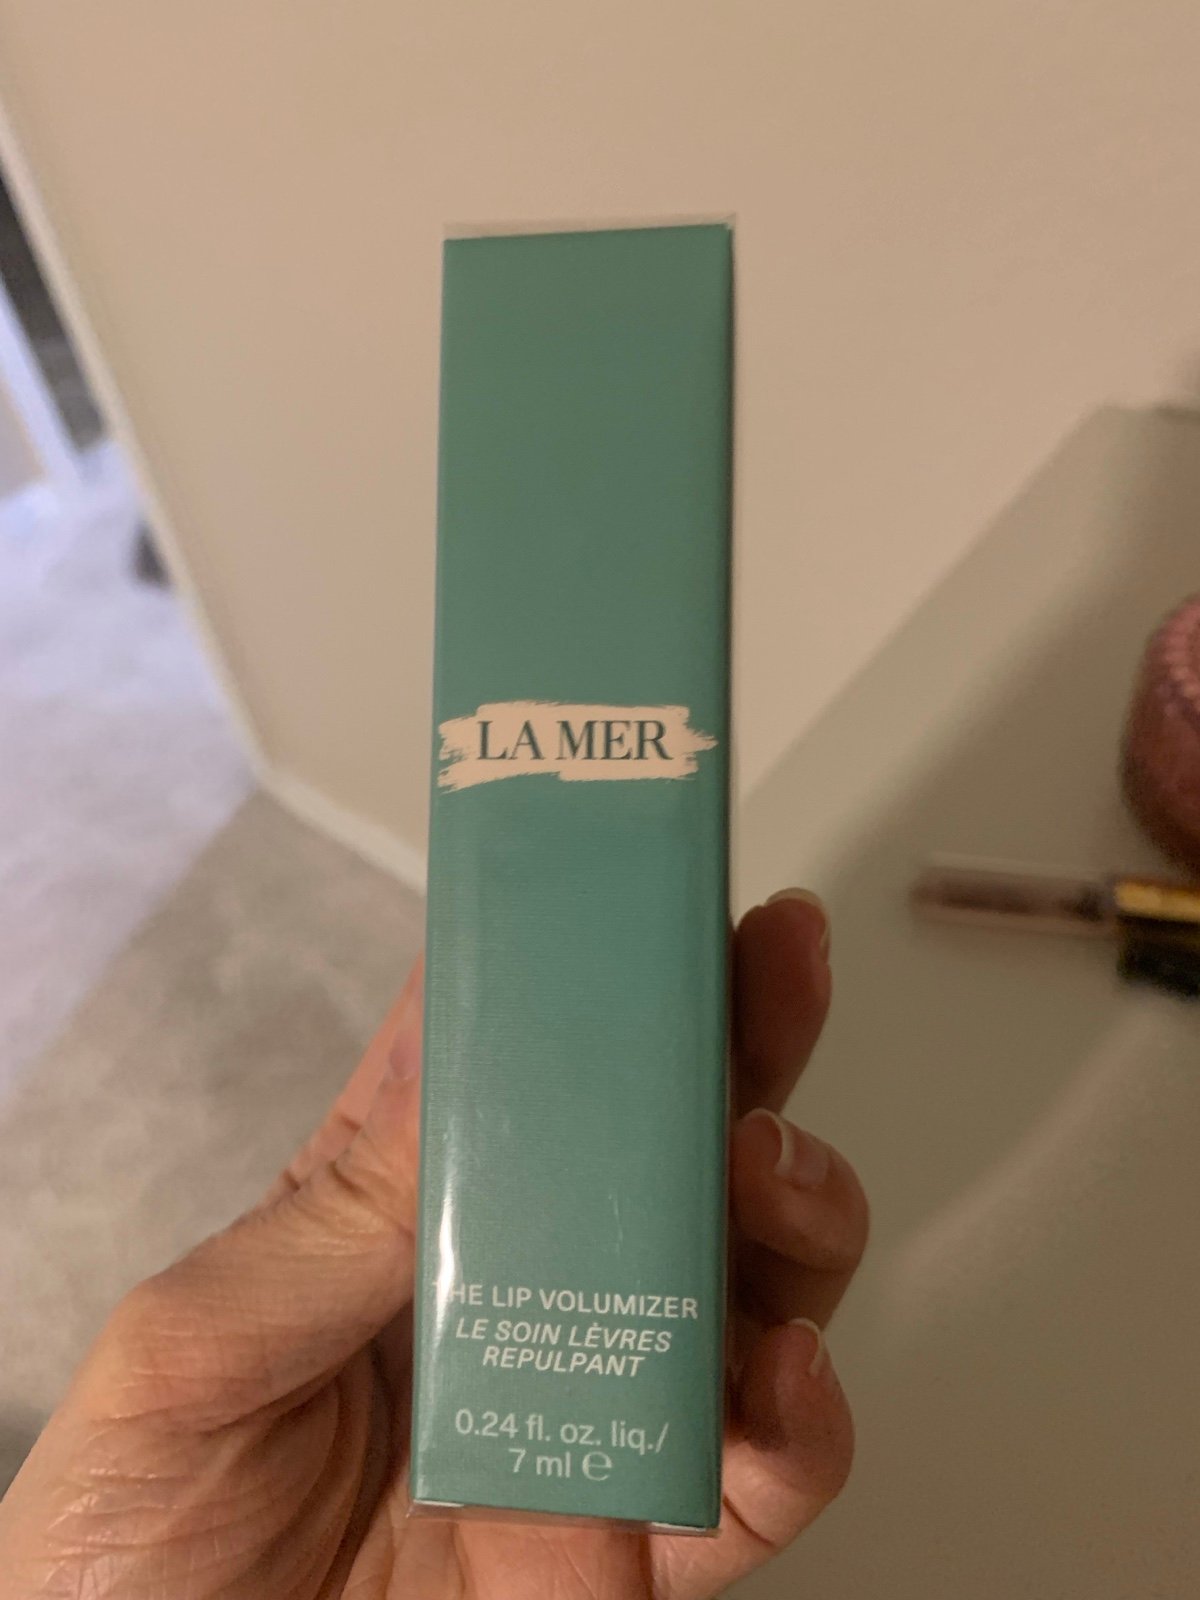 LA MER
THE LIP VOLUMIZER
LE SOIN LÈVRES
REPULPANT
0.24 fl. oz. liq./
7 ml ℮